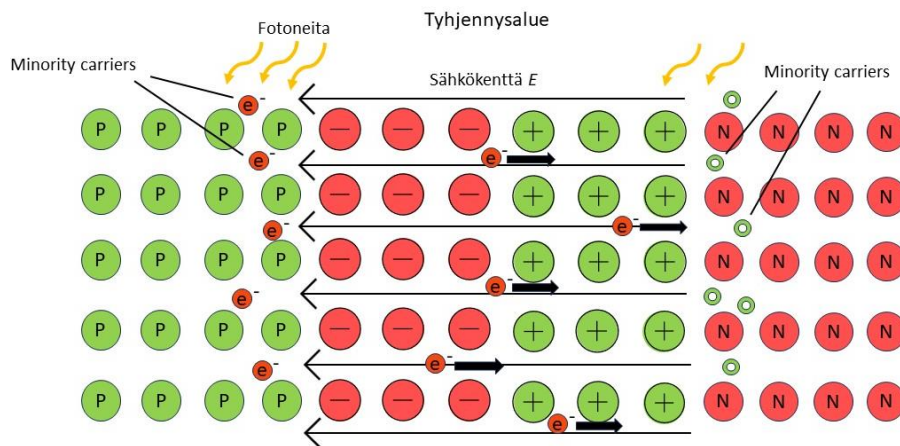 Tyhjennysalue
Fotoneita
Minority carriers
Sähkökenttä E
Minority carriers
e-
P P P P − − − + + + N N N N
e- e-
P P P P − − − + + + N N N N
e- e-
P P P P − − − + + + N N N N
e- e-
P P P P − − − + + + N N N N
e- e-
P P P P − − − + + + N N N N
e-